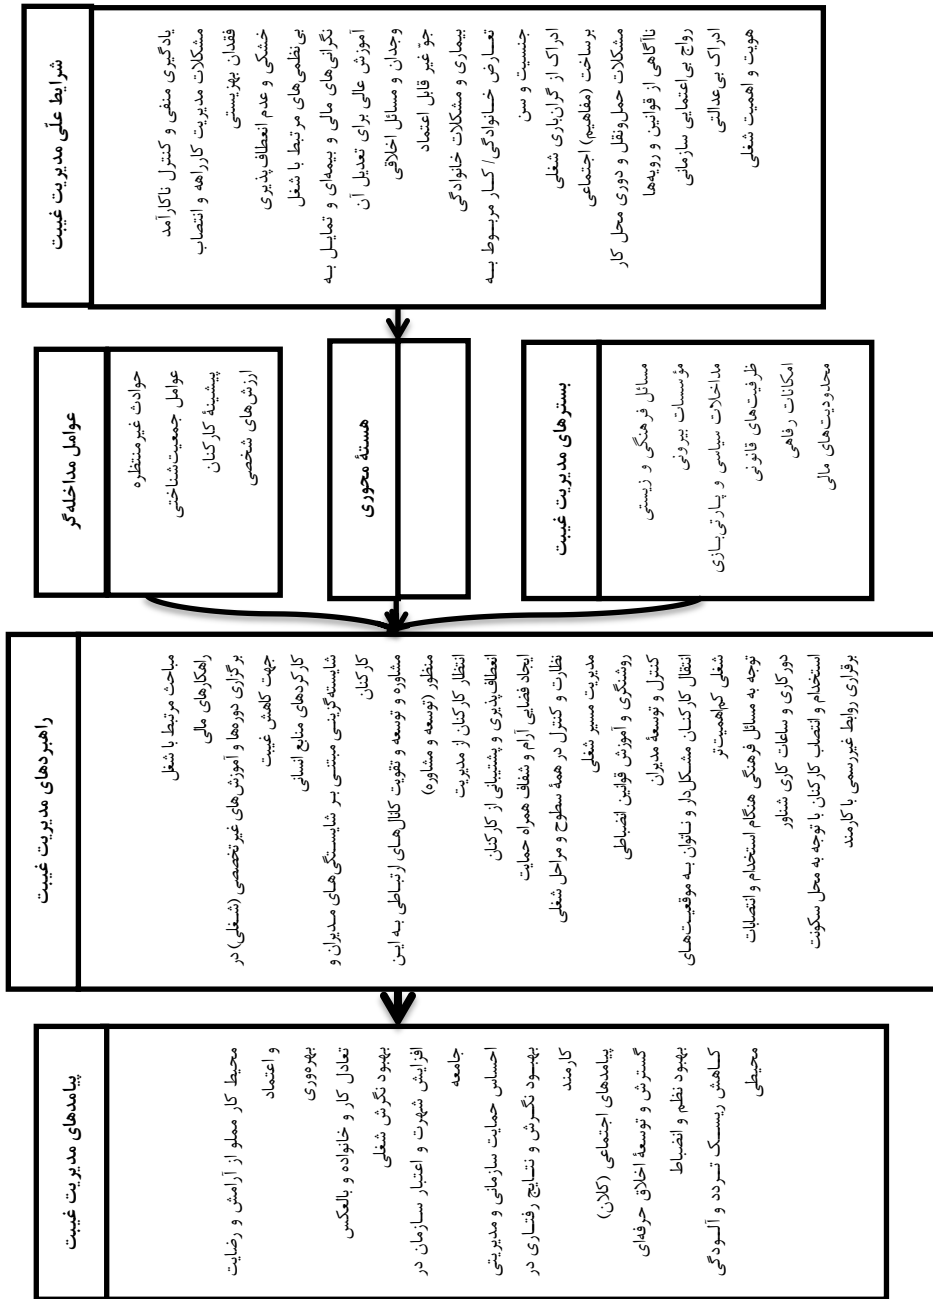 شرایط علّی مدیریت غیبت
یادگیری منفی و کنترل ناکارآمد
مشکلات مدیریت کارراهه و انتصاب
فقدان بهزیستی
خشکی و عدم انعطاف‌پذیری
بی‌نظمی‌های مرتبط با شغل
نگرانی‌های مالی و بیمه‌ای و تمایل به
آموزش عالی برای تعدیل آن
وجدان و مسائل اخلاقی
جوّ غیر قابل اعتماد
بیماری و مشکلات خانوادگی
تعارض خانوادگی/ کار مربوط به
جنسیت و سن
ادراک از گران‌باری شغلی
برساخت (مفاهیم) اجتماعی
مشکلات حمل‌ونقل و دوری محل کار
ناآگاهی از قوانین و رویه‌ها
رواج بی‌اعتمایی سازمانی
ادراک بی‌عدالتی
هویت و اهمیت شغلی
عوامل مداخله‌گر
حوادث غیرمنتظره
عوامل جمعیت‌شناختی
پیشینۀ کارکنان
ارزش‌های شخصی
هستۀ محوری
بسترهای مدیریت غیبت
مسائل فرهنگی و زیستی
مؤسسات بیرونی
مداخلات سیاسی و پارتی‌بازی
ظرفیت‌های قانونی
امکانات رفاهی
محدودیت‌های مالی
راهبردهای مدیریت غیبت
مباحث مرتبط با شغل
راهکارهای مالی
برگزاری دوره‌ها و آموزش‌های غیرتخصصی (شغلی) در
جهت کاهش غیبت
کارکردهای منابع انسانی
شایسته‌گزینی مبتنی بر شایستگی‌های مدیران و
کارکنان
مشاوره و توسعه و تقویت کانال‌های ارتباطی به این
منظور (توسعه و مشاوره)
انتظار کارکنان از مدیریت
انعطاف‌پذیری و پشتیبانی از کارکنان
ایجاد فضایی آرام و شفاف همراه حمایت
نظارت و کنترل در همۀ سطوح و مراحل شغلی
مدیریت مسیر شغلی
روشنگری و آموزش قوانین انضباطی
کنترل و توسعۀ مدیران
انتقال کارکنان مشکل‌دار و ناتوان به موقعیت‌های
شغلی کم‌اهمیت‌تر
توجه به مسائل فرهنگی هنگام استخدام و انتصابات
دورکاری و ساعات کاری شناور
استخدام و انتصاب کارکنان با توجه به محل سکونت
برقراری روابط غیررسمی با کارمند
پیامدهای مدیریت غیبت
محیط کار مملو از آرامش و رضایت
و اعتماد
بهره‌وری
تعادل کار و خانواده و بالعکس
بهبود نگرش شغلی
افزایش شهرت و اعتبار سازمان در
جامعه
احساس حمایت سازمانی و مدیریتی
بهبود نگرش و نتایج رفتاری در
کارمند
پیامدهای اجتماعی (کلان)
گسترش و توسعۀ اخلاق حرفه‌ای
بهبود نظم و انضباط
کاهش ریسک تردد و آلودگی
محیطی